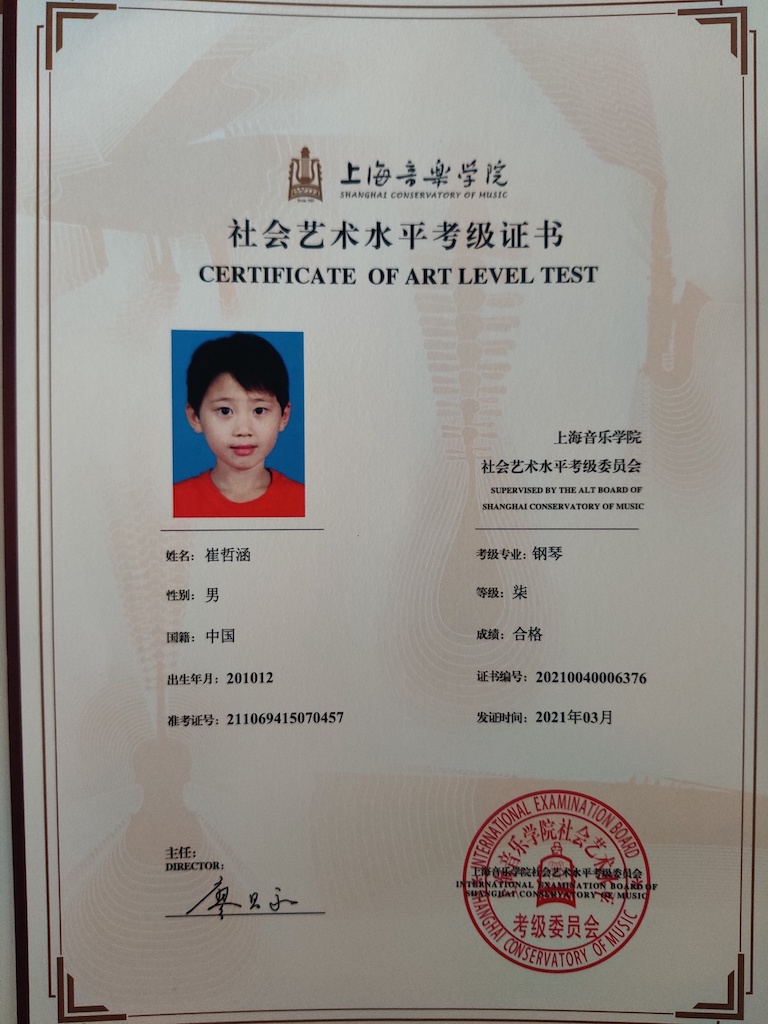 上海音楽学院
SHANGHAI CONSERVATORY OF MUSIC
社会艺术水平考级证书
CERTIFICATE OF ART LEVEL TEST
上海音乐学院
社会艺术水平考级委员会
SUPERVISED BY THE ALT BOARD OF
SHANGHAI CONSERVATORY OF MUSIC
姓名：崔哲涵
性别：男
国籍：中国
出生年月：201012
准考证号：211069415070457
考级专业：钢琴
等级：柒
成绩：合格
证书编号：20210040006376
发证时间：2021年03月
主任：
DIRECTOR:
INTERNATIONAL EXAMINATION BOARD
上海音乐学院社会艺术水平
上海音乐学院社会艺术水平考级委员会
INTERNATIONAL EXAMINATION BOARD OF
SHANGHAI CONSERVATORY OF MUSIC
考级委员会
SHANGHAI CONSERVATORY OF MUSIC